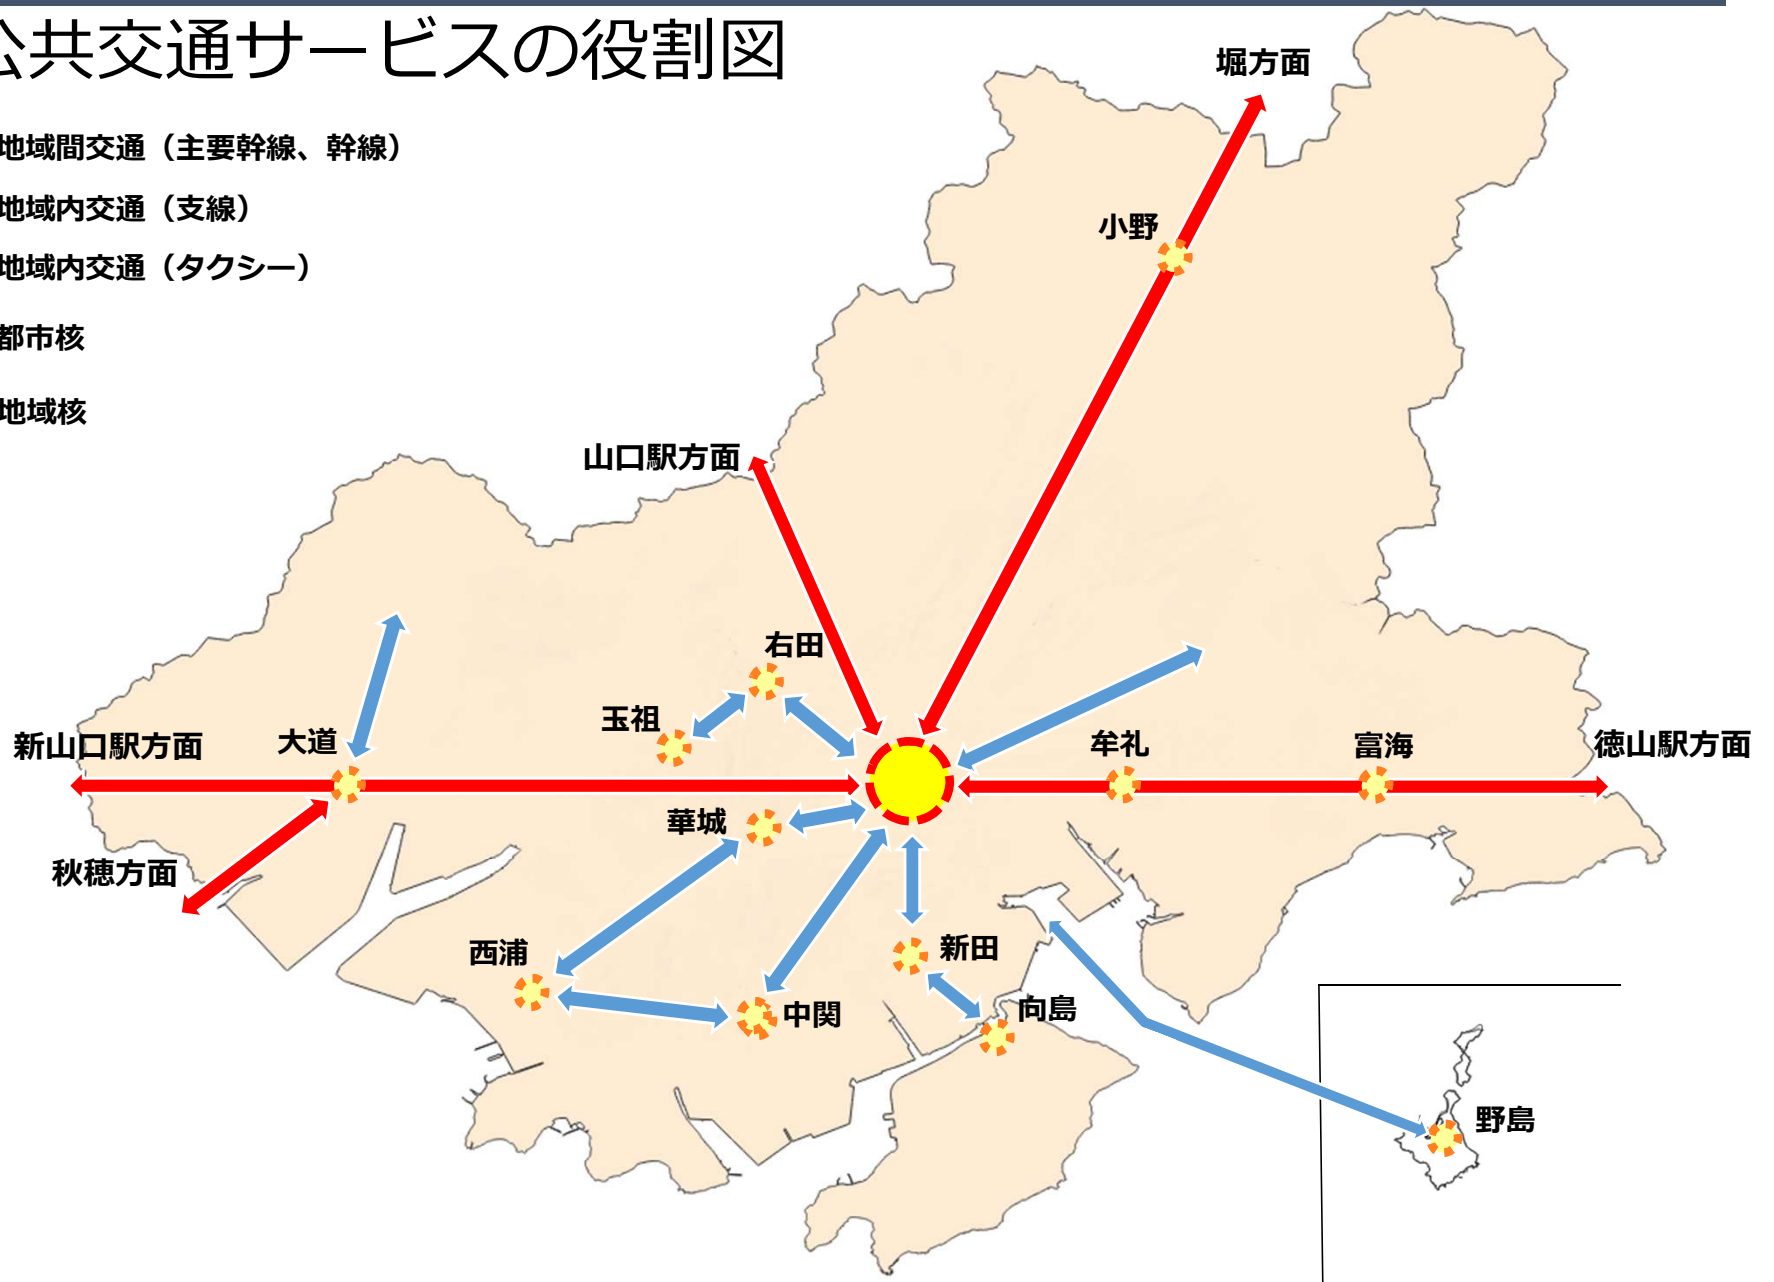 公共交通サービスの役割図
地域間交通（主要幹線、幹線）
地域内交通（支線）
地域内交通（タクシー）
都市核
地域核
堀方面
小野
山口駅方面
右田
玉祖
新山口駅方面
大道
牟礼
富海
徳山駅方面
華城
秋穂方面
西浦
新田
中関
向島
野島